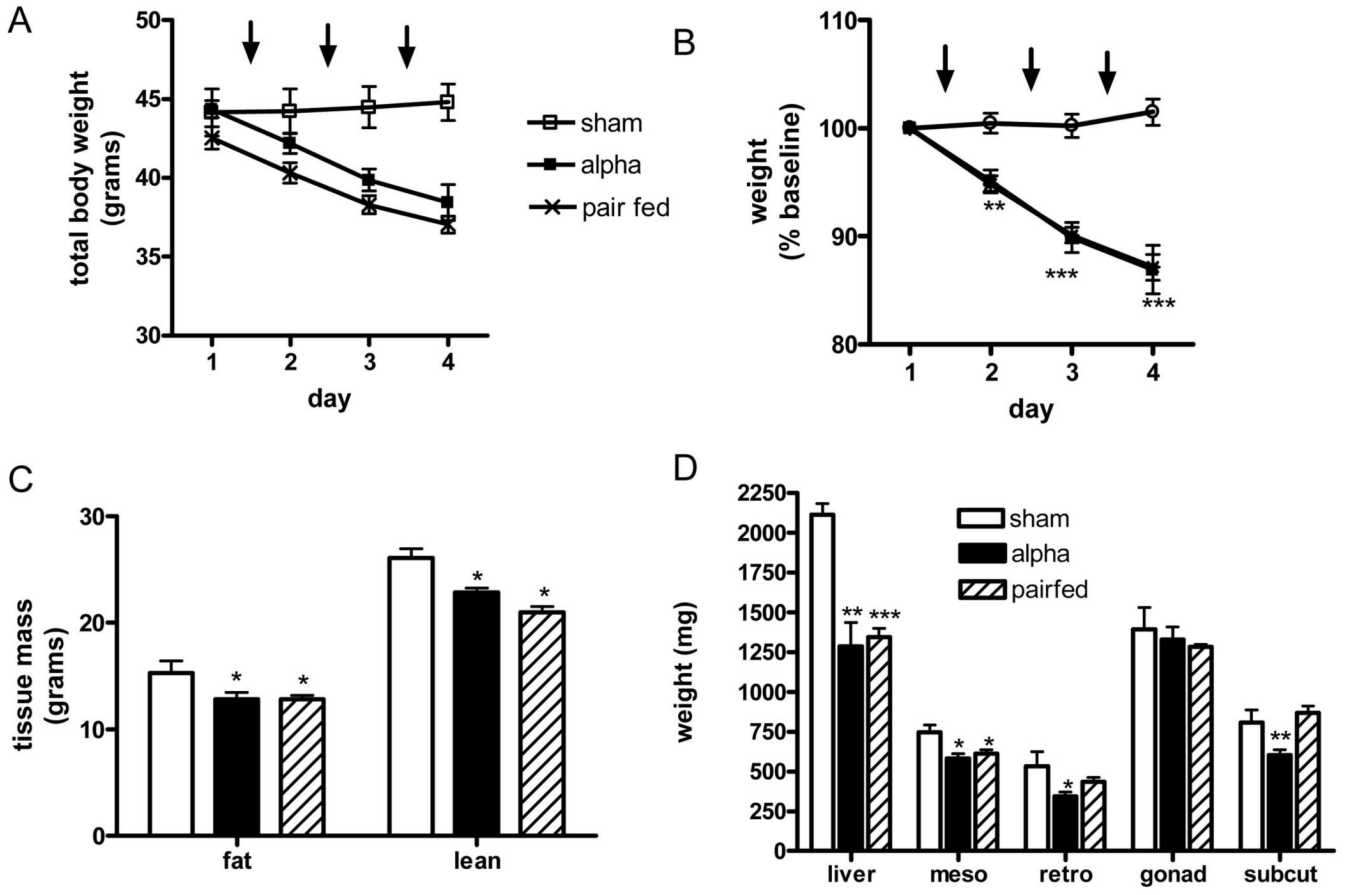 A
50
45
40
35
30
total body weight
(grams)
1 2 3 4
day
sham
alpha
pair fed
B
110
100
90
80
weight
(% baseline)
**
***
***
1 2 3 4
day
C
30
20
10
0
tissue mass
(grams)
* *
* *
fat lean
D
2250
2000
1750
1500
1250
1000
750
500
250
0
weight (mg)
sham
alpha
pairfed
** ***
* *
*
**
liver meso retro gonad subcut